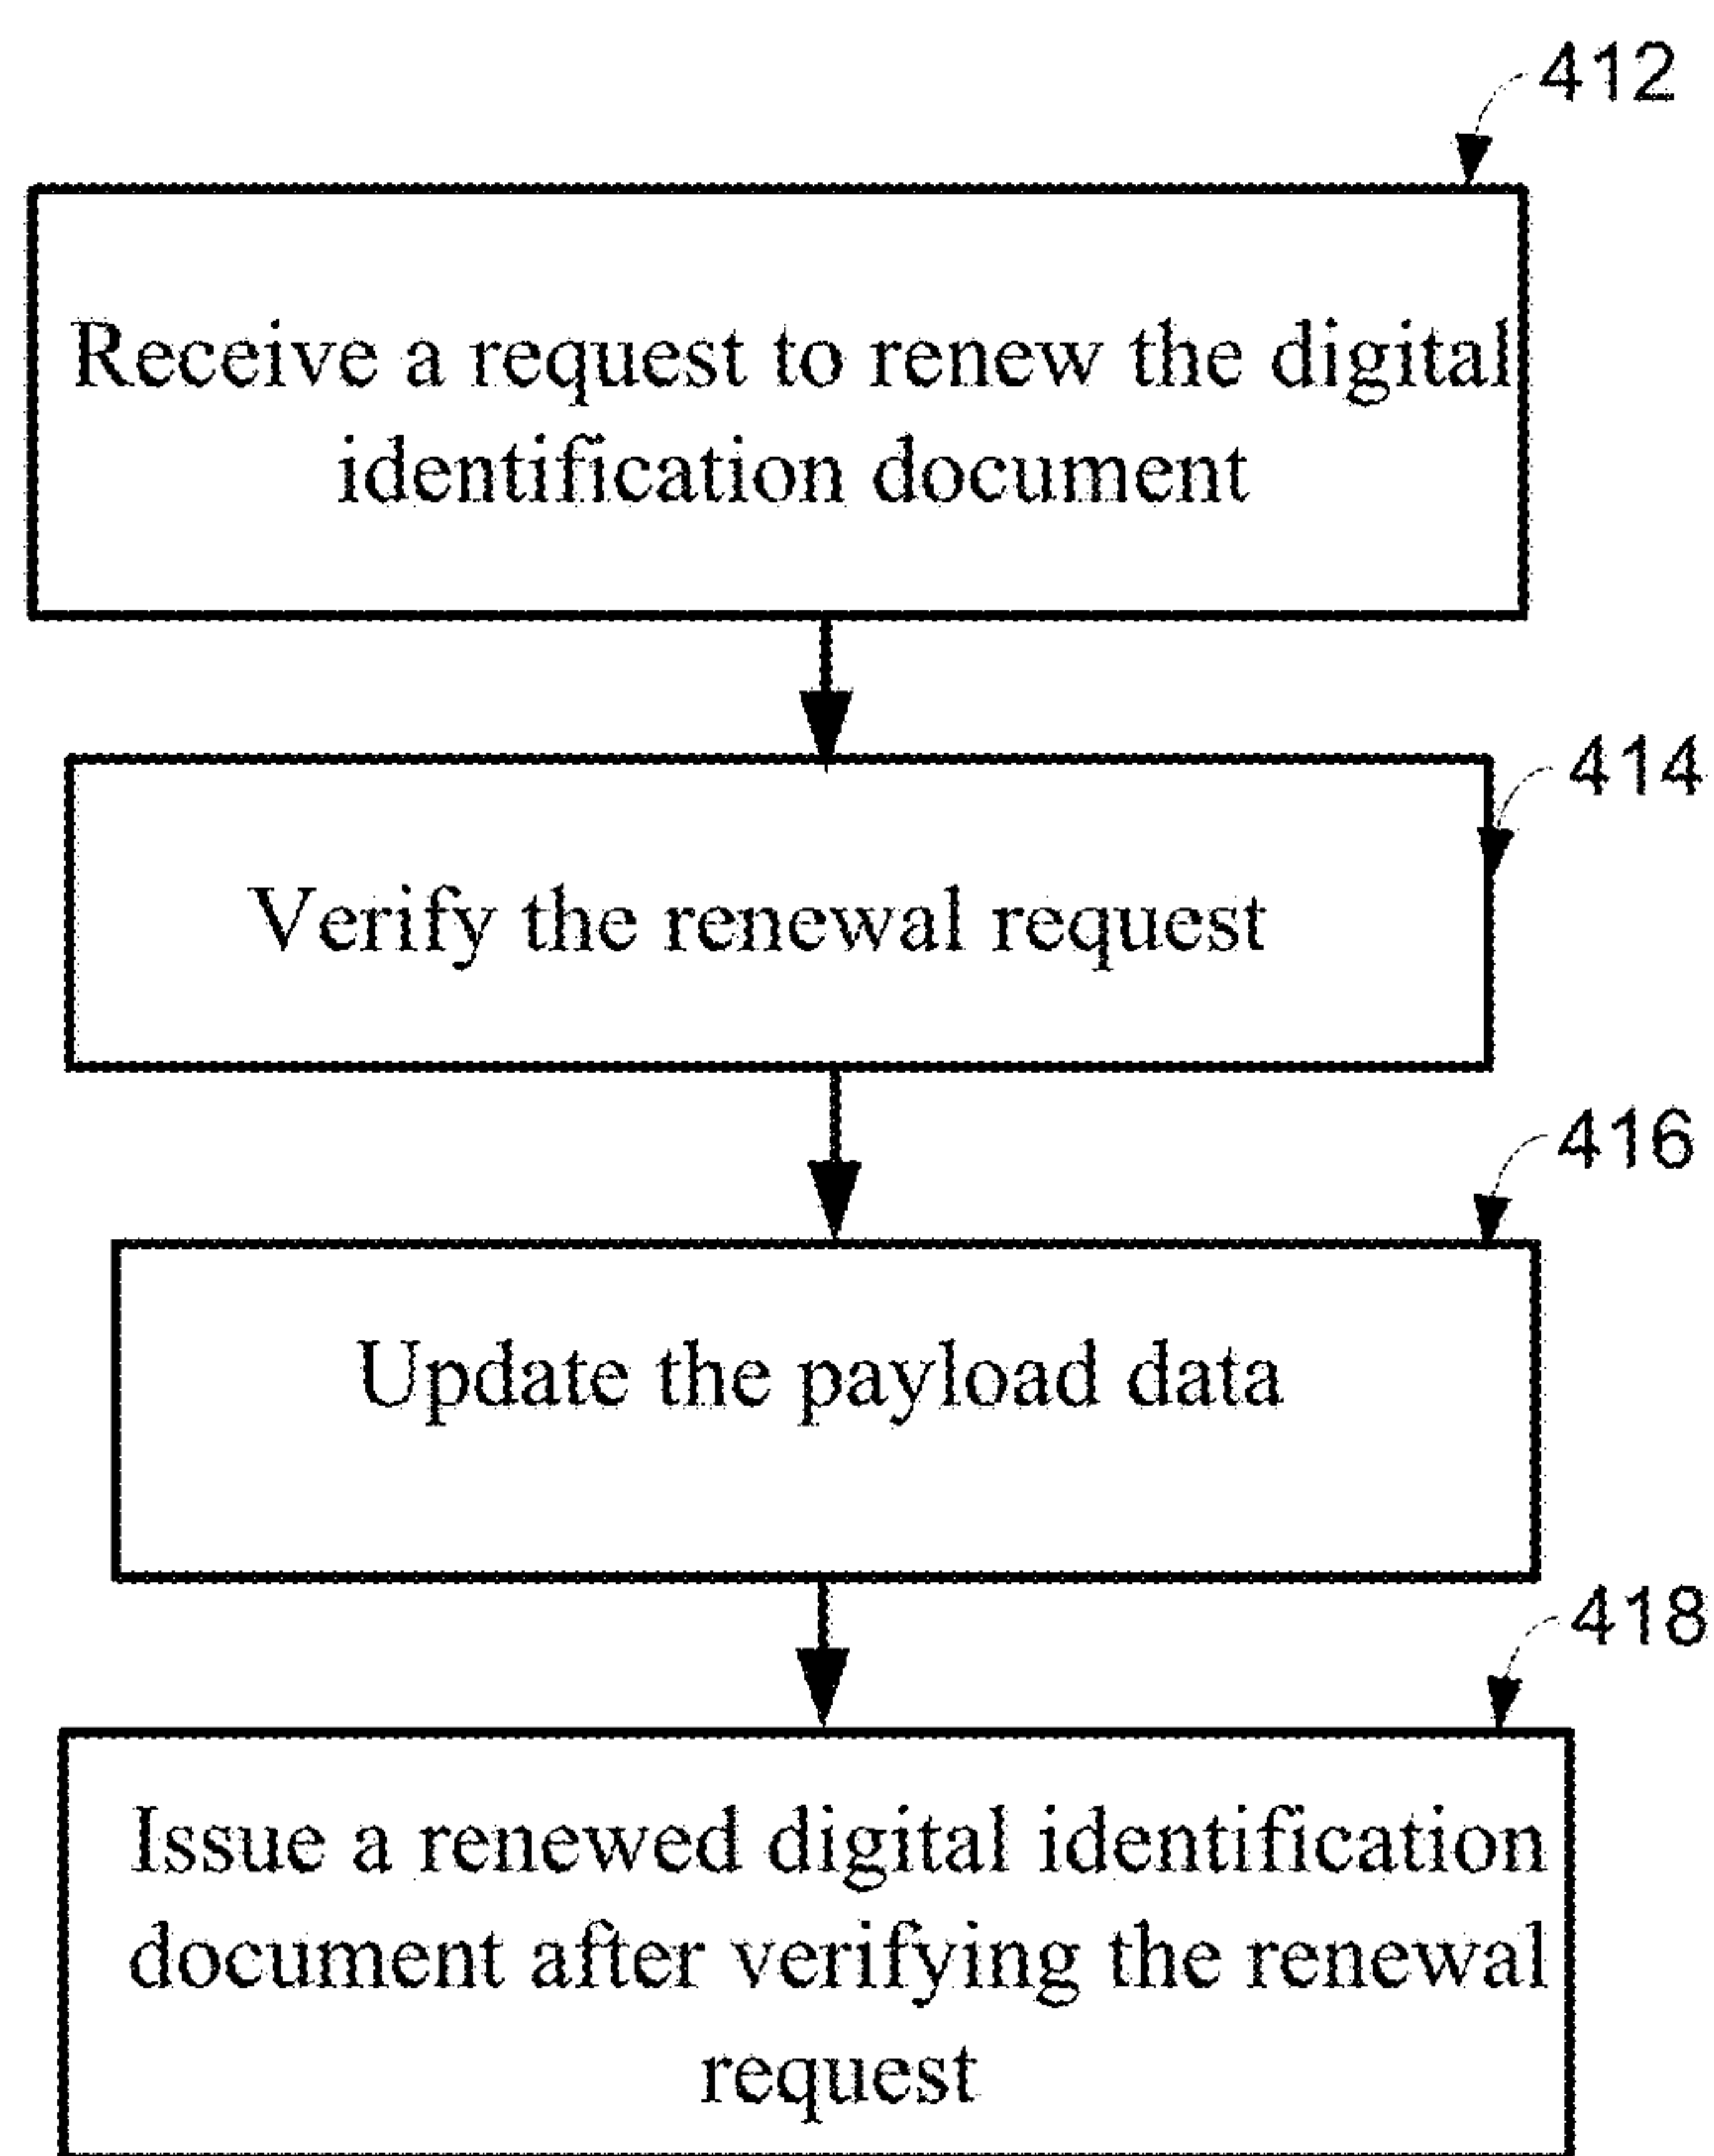 412
Receive a request to renew the digital
identification document
414
Verify the renewal request
416
Update the payload data
418
Issue a renewed digital identification
document after verifying the renewal
request